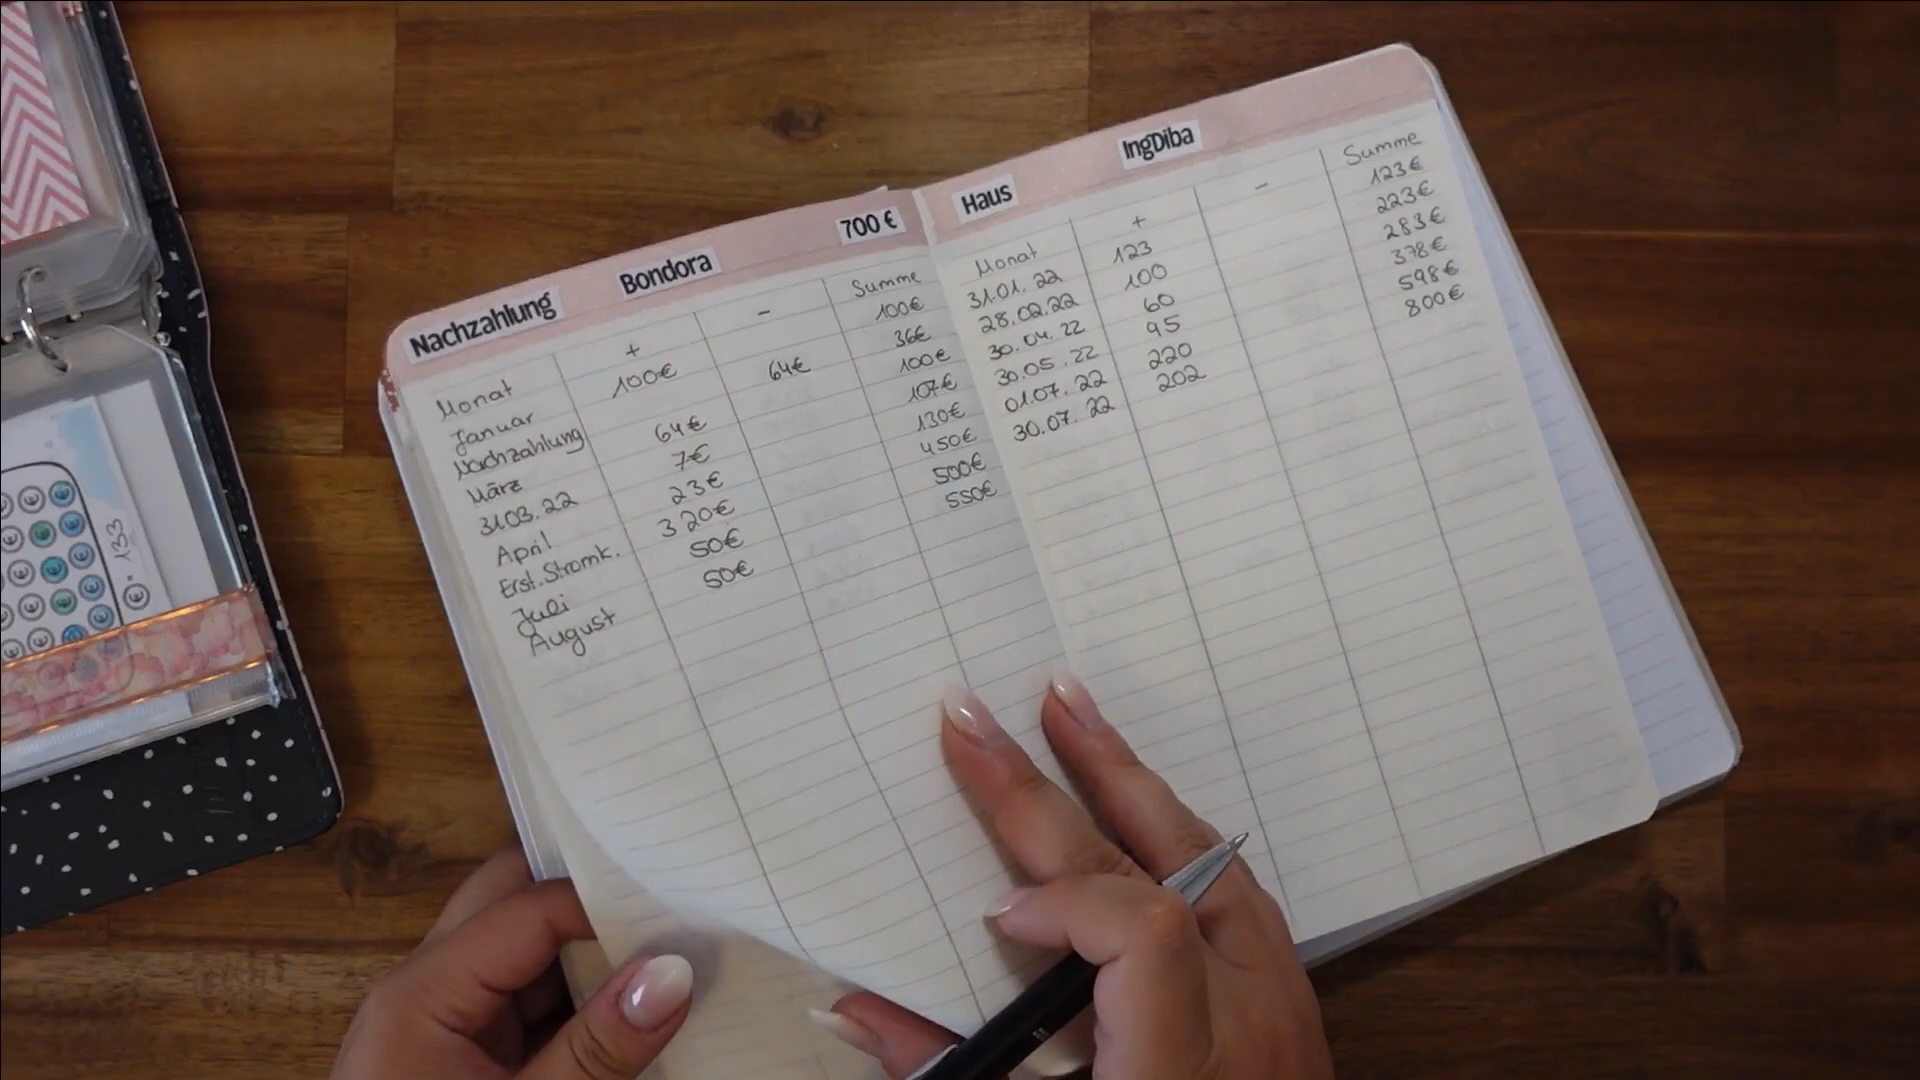 Nachzahlung Bondora 700 €
Monat + - Summe
Januar 100€ 100€
Nachzahlung 64€ 36€
März 64€ 100€
31.03.22 7€ 107€
April 23€ 130€
Erst.Stromk. 320€ 450€
Juli 50€ 500€
August 50€ 550€
Haus IngDiba
Monat + - Summe
31.01.22 123 123€
28.02.22 100 223€
30.04.22 60 283€
30.05.22 95 378€
01.07.22 220 598€
30.07.22 202 800€
133